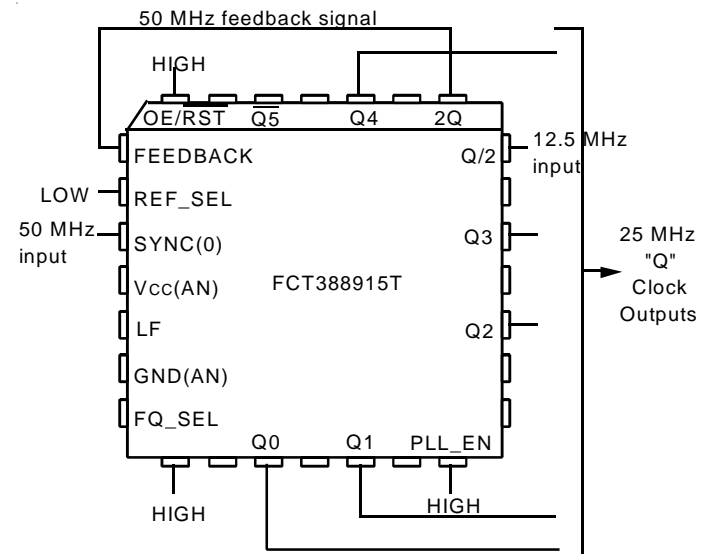 50 MHz feedback signal
HIGH
OE/RST Q5 Q4 2Q
FEEDBACK
Q/2
12.5 MHz
input
LOW
REF_SEL
50 MHz
input
SYNC(0)
Q3
25 MHz
"Q"
Clock
Outputs
VCC(AN)
FCT388915T
LF
Q2
GND(AN)
FQ_SEL
Q0 Q1 PLL_EN
HIGH
HIGH